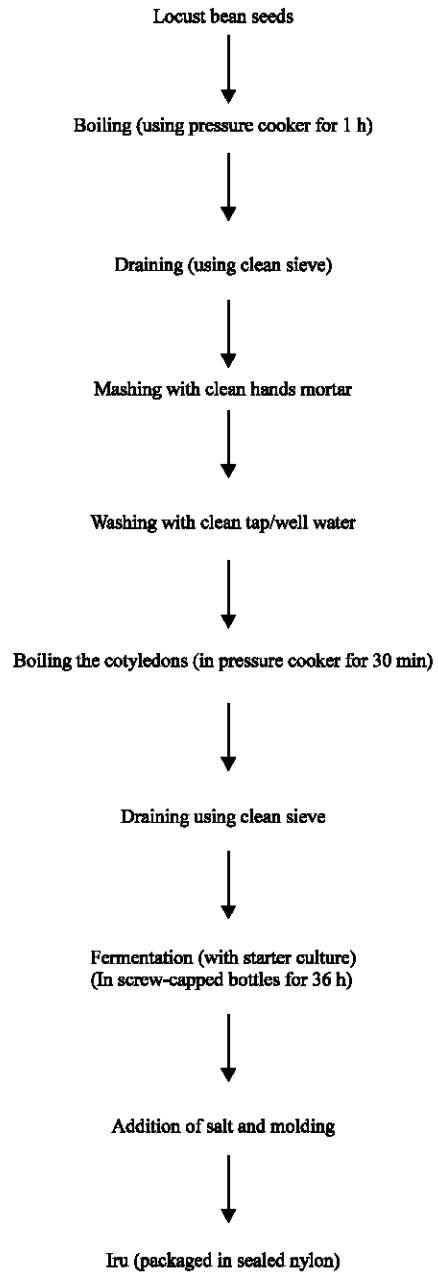 Locust bean seeds
Boiling (using pressure cooker for 1 h)
Draining (using clean sieve)
Mashing with clean hands mortar
Washing with clean tap/well water
Boiling the cotyledons (in pressure cooker for 30 min)
Draining using clean sieve
Fermentation (with starter culture)
(In screw-capped bottles for 36 h)
Addition of salt and molding
Iru (packaged in sealed nylon)